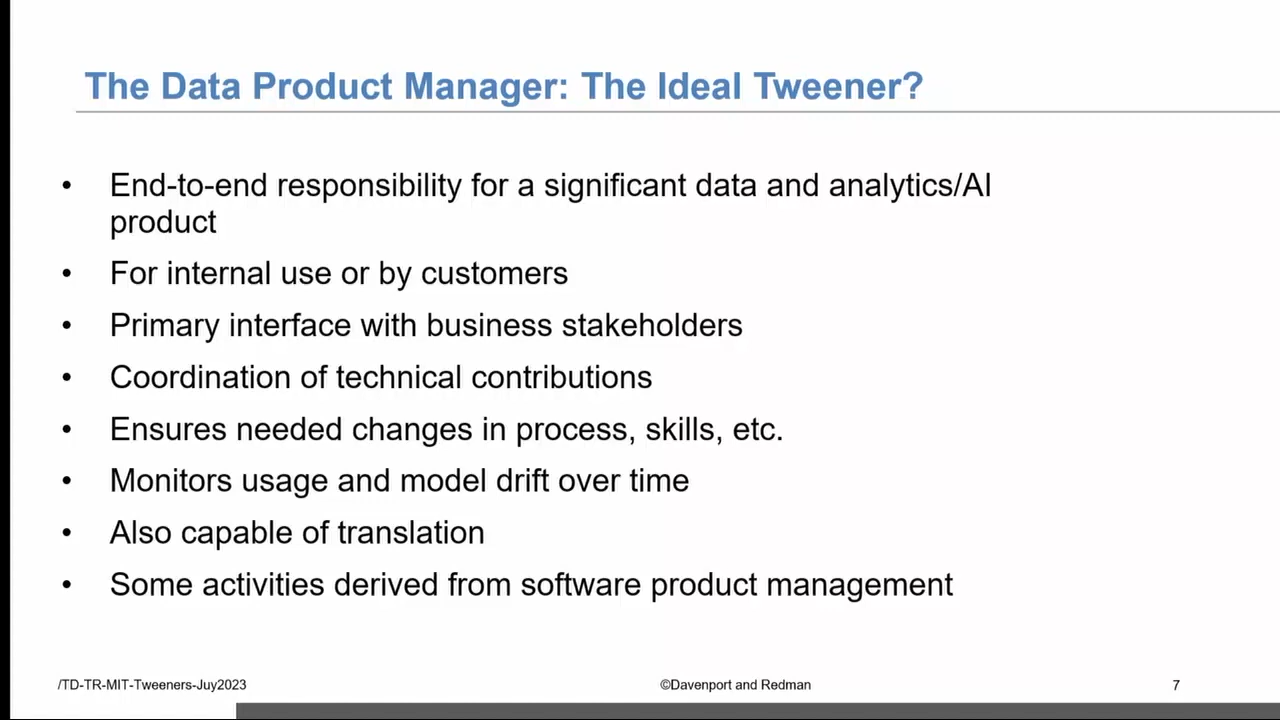 The Data Product Manager: The Ideal Tweener?
• End-to-end responsibility for a significant data and analytics/AI
product
• For internal use or by customers
• Primary interface with business stakeholders
• Coordination of technical contributions
• Ensures needed changes in process, skills, etc.
• Monitors usage and model drift over time
• Also capable of translation
• Some activities derived from software product management
/TD-TR-MIT-Tweeners-Juy2023 ©Davenport and Redman 7